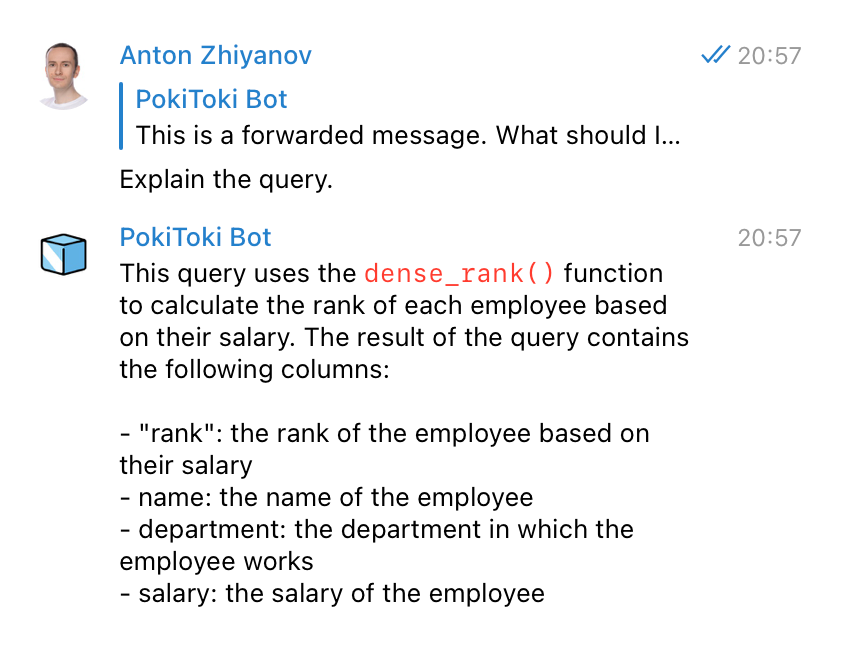 Anton Zhiyanov 20:57
PokiToki Bot
This is a forwarded message. What should I...
Explain the query.
PokiToki Bot 20:57
This query uses the dense_rank() function
to calculate the rank of each employee based
on their salary. The result of the query contains
the following columns:
- "rank": the rank of the employee based on
their salary
- name: the name of the employee
- department: the department in which the
employee works
- salary: the salary of the employee